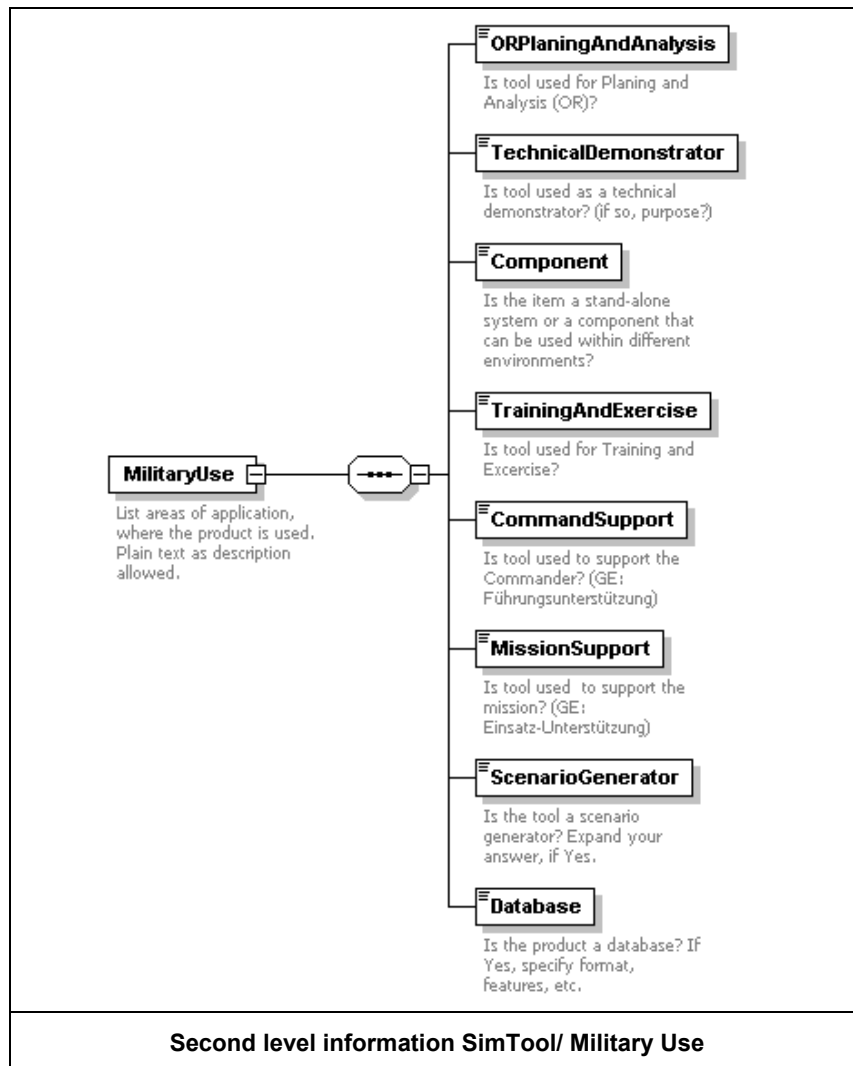 ORPlaningAndAnalysis
Is tool used for Planing and
Analysis (OR)?
TechnicalDemonstrator
Is tool used as a technical
demonstrator? (if so, purpose?)
Component
Is the item a stand-alone
system or a component that
can be used within different
environments?
TrainingAndExercise
Is tool used for Training and
Excercise?
MilitaryUse
List areas of application,
where the product is used.
Plain text as description
allowed.
CommandSupport
Is tool used to support the
Commander? (GE:
Führungsunterstützung)
MissionSupport
Is tool used  to support the
mission? (GE:
Einsatz-Unterstützung)
ScenarioGenerator
Is the tool a scenario
generator? Expand your
answer, if Yes.
Database
Is the product a database? If
Yes, specify format,
features, etc.
Second level information SimTool/ Military Use